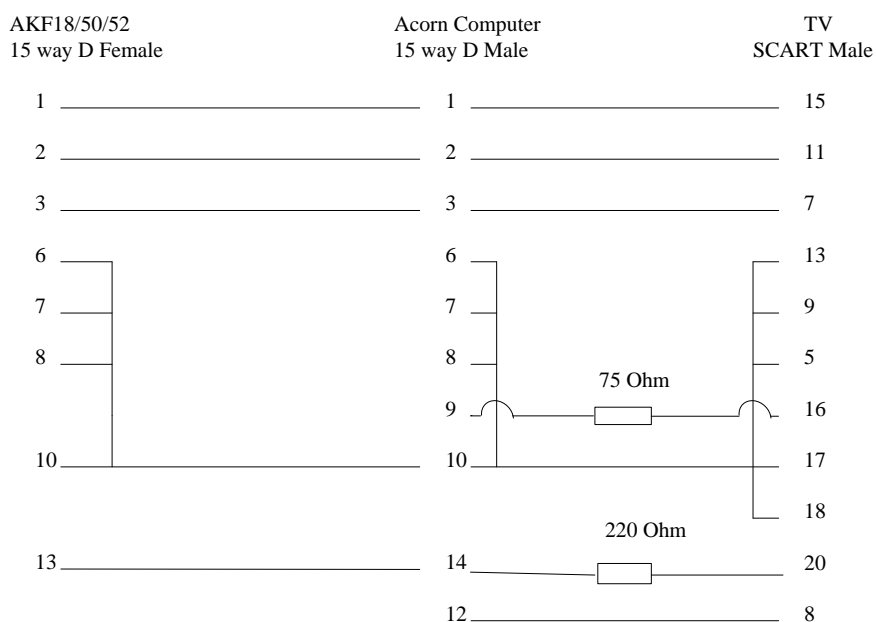 AKF18/50/52 Acorn Computer TV
15 way D Female 15 way D Male SCART Male
1 1 15
2 2 11
3 3 7
6 6 13
7 7 9
8 8 5
75 Ohm
9 16
10 10 17
18
220 Ohm
13 14 20
12 8